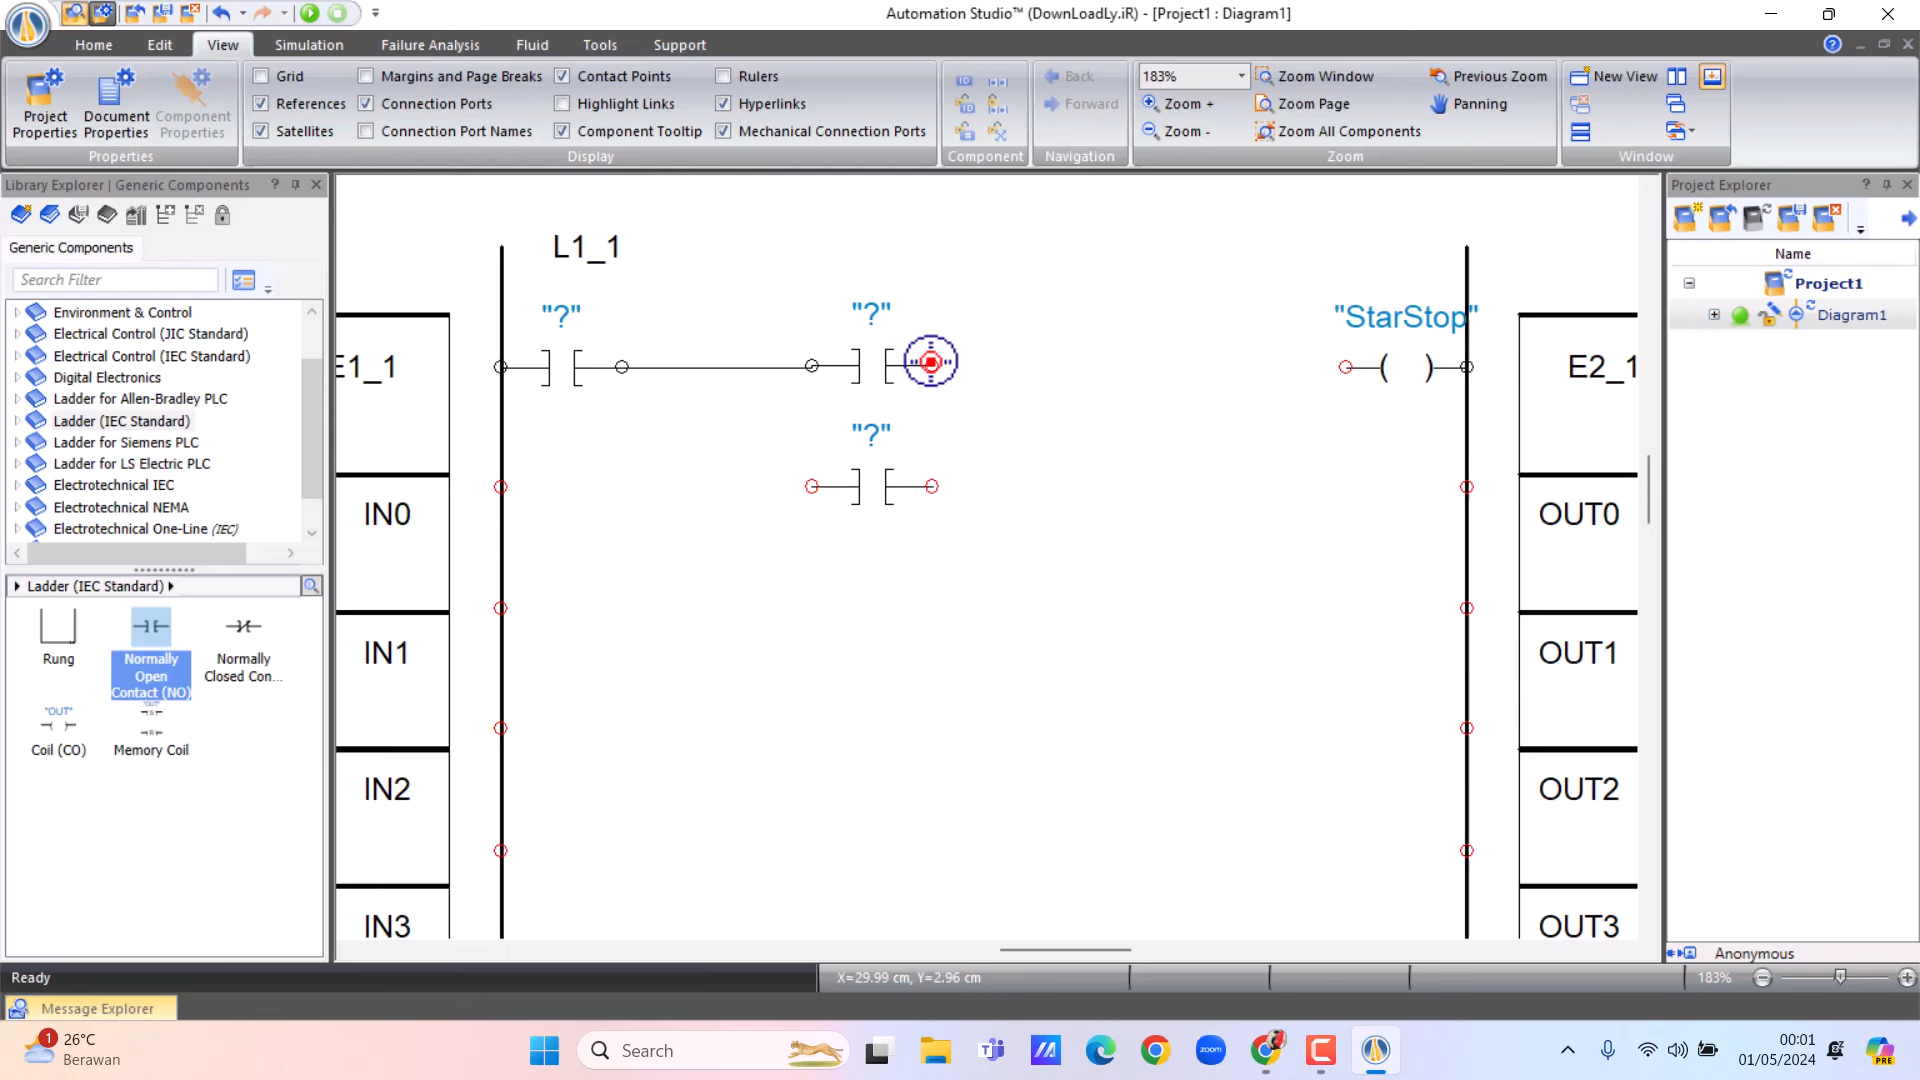 Automation Studio™ (DownLoadLy.iR) - [Project1 : Diagram1]
Home Edit View Simulation Failure Analysis Fluid Tools Support
Project Properties Document Properties Component Properties
Properties
Grid Margins and Page Breaks Contact Points Rulers
References Connection Ports Highlight Links Hyperlinks
Satellites Connection Port Names Component Tooltip Mechanical Connection Ports
Display
Component
Back
Forward
Navigation
183% Zoom Window Previous Zoom
Zoom + Zoom Page Panning
Zoom - Zoom All Components
Zoom
New View
Window
Library Explorer | Generic Components
Generic Components
Search Filter
Environment & Control
Electrical Control (JIC Standard)
Electrical Control (IEC Standard)
Digital Electronics
Ladder for Allen-Bradley PLC
Ladder (IEC Standard)
Ladder for Siemens PLC
Ladder for LS Electric PLC
Electrotechnical IEC
Electrotechnical NEMA
Electrotechnical One-Line (IEC)
Ladder (IEC Standard)
Rung
Normally Open Contact (NO)
Normally Closed Con...
"OUT"
Coil (CO)
"OUT"
Memory Coil
L1_1
"?" "?" "StarStop"
E1_1 E2_1
"?"
IN0 OUT0
IN1 OUT1
IN2 OUT2
IN3 OUT3
Project Explorer
Name
Project1
Diagram1
Anonymous
Ready X=29.99 cm, Y=2.96 cm 183%
Message Explorer
1
26°C
Berawan
Search
zoom
00:01
01/05/2024
PRE